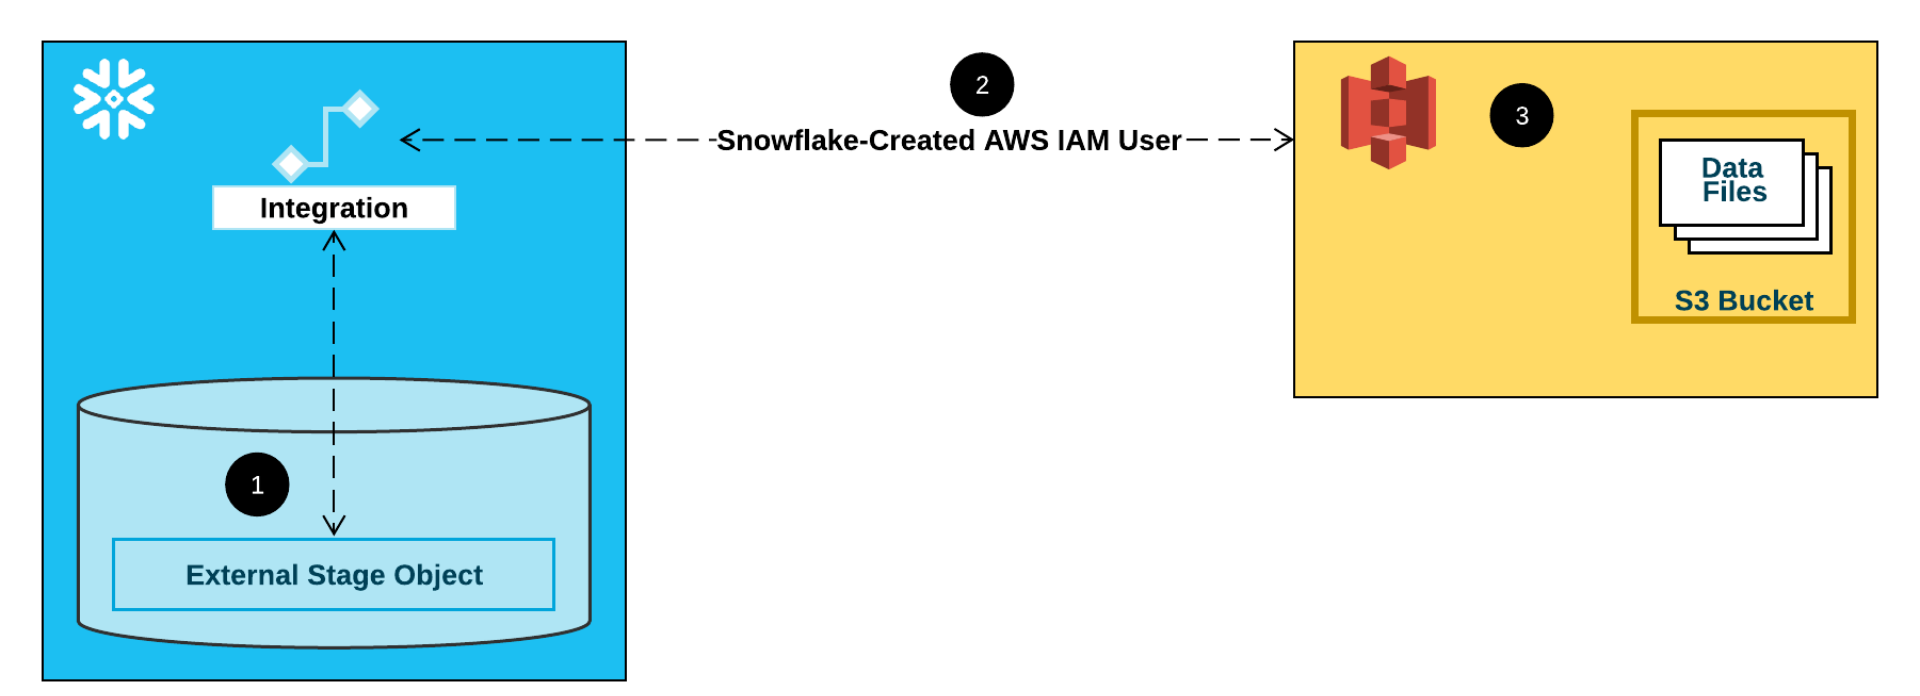 2
Snowflake-Created AWS IAM User
3
Data
Files
Integration
S3 Bucket
1
External Stage Object